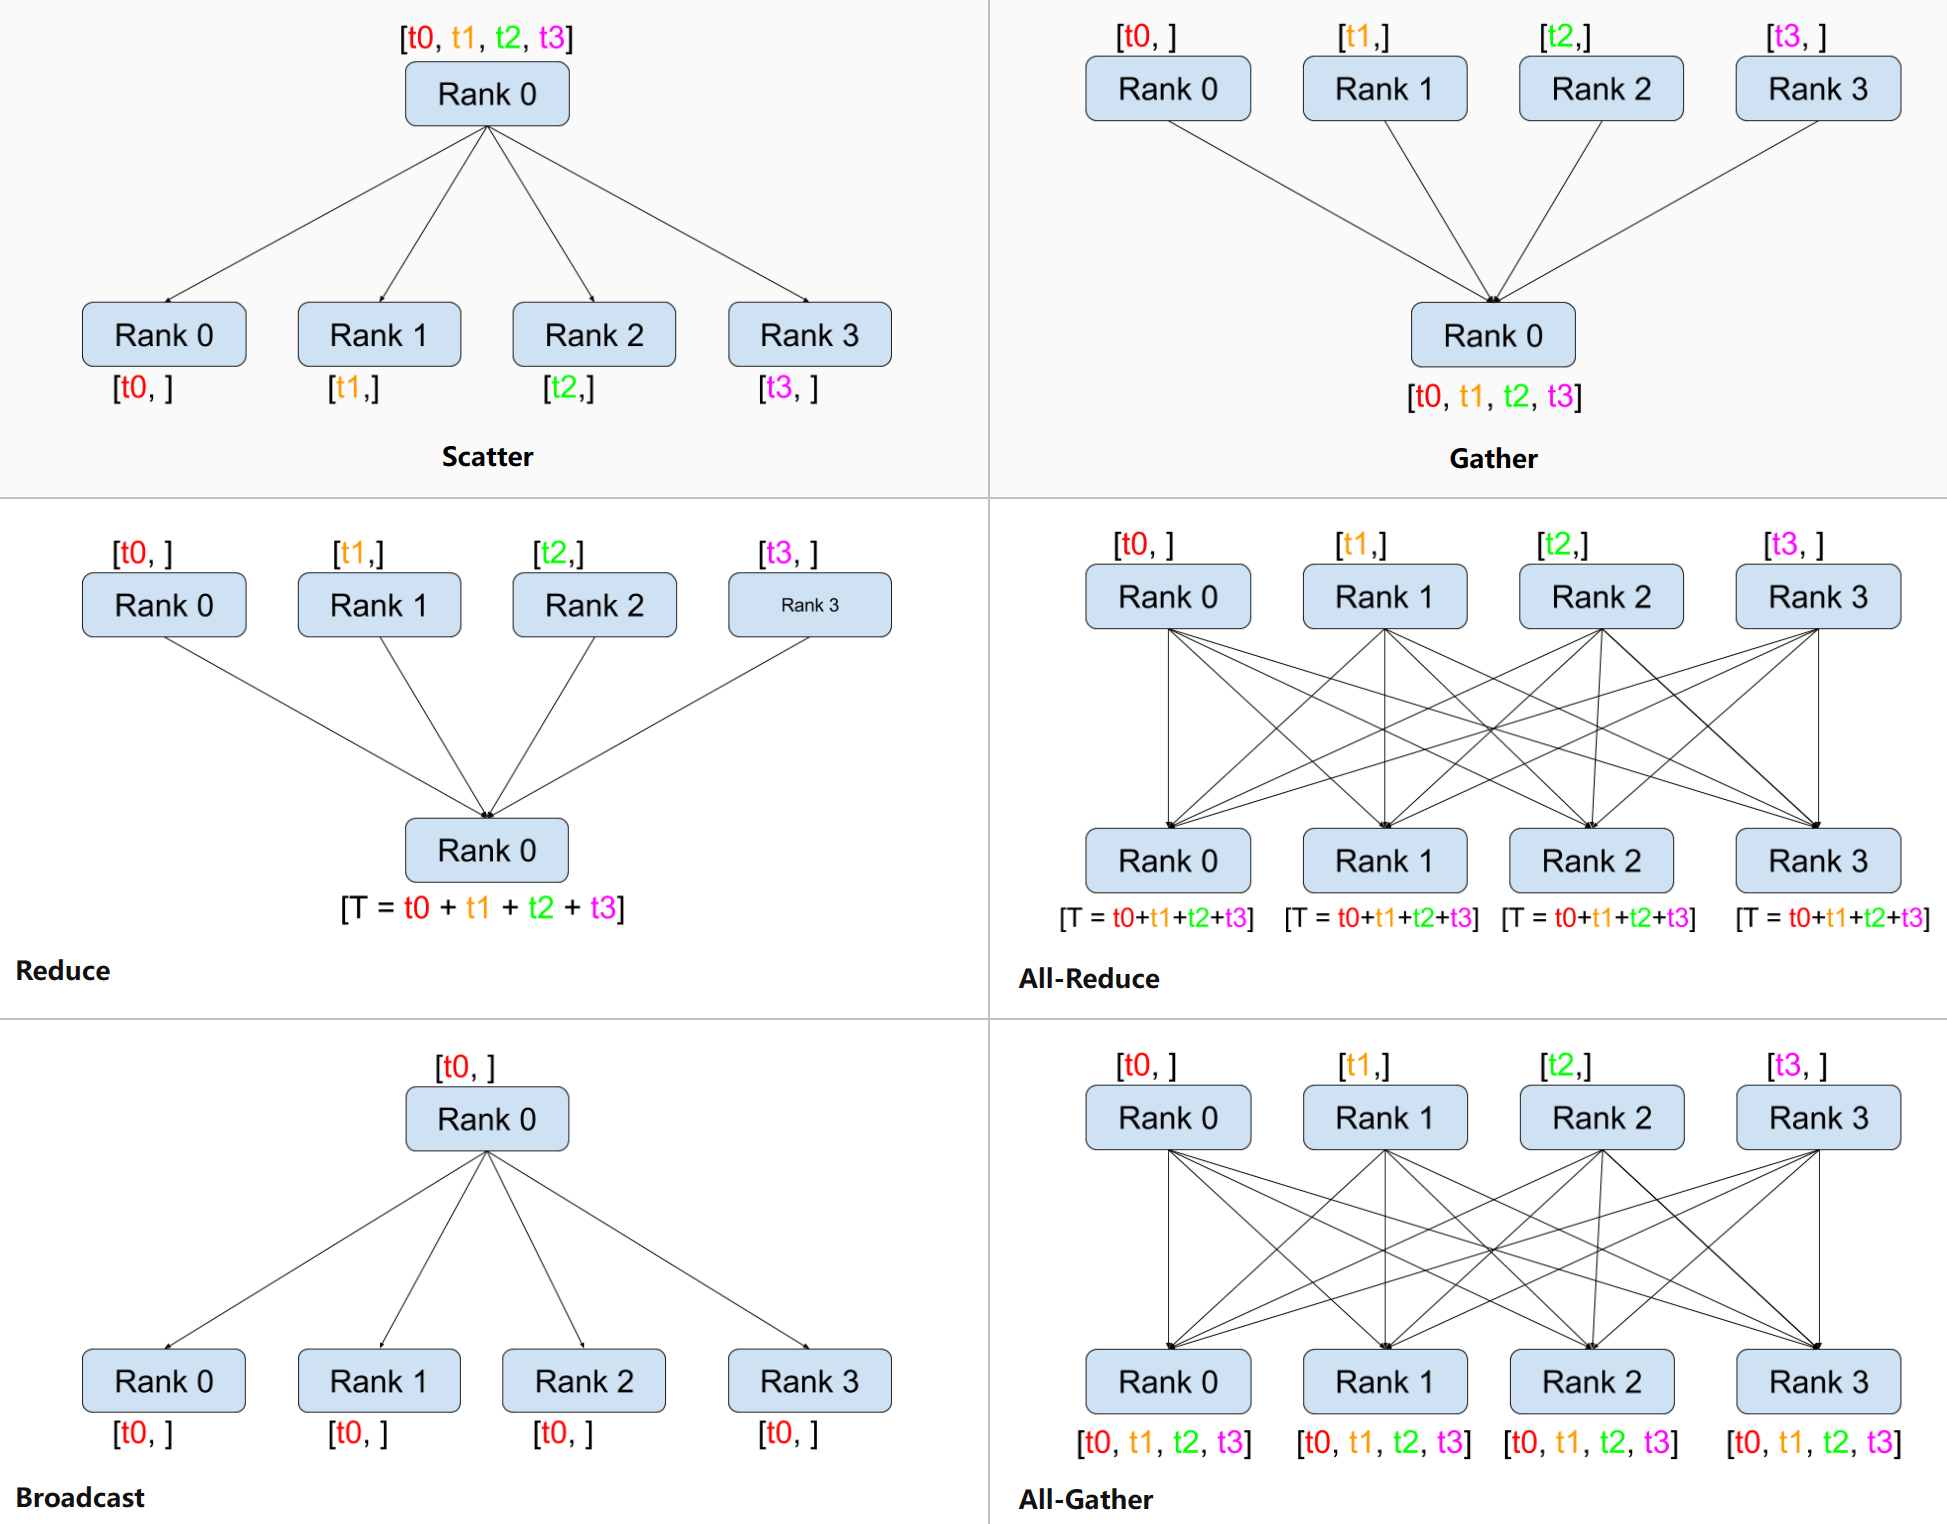 [t0, t1, t2, t3]
Rank 0
Rank 0 Rank 1 Rank 2 Rank 3
[t0, ] [t1,] [t2,] [t3, ]
Scatter
[t0, ] [t1,] [t2,] [t3, ]
Rank 0 Rank 1 Rank 2 Rank 3
Rank 0
[t0, t1, t2, t3]
Gather
[t0, ] [t1,] [t2,] [t3, ]
Rank 0 Rank 1 Rank 2 Rank 3
Rank 0
[T = t0 + t1 + t2 + t3]
Reduce
[t0, ] [t1,] [t2,] [t3, ]
Rank 0 Rank 1 Rank 2 Rank 3
Rank 0 Rank 1 Rank 2 Rank 3
[T = t0+t1+t2+t3] [T = t0+t1+t2+t3] [T = t0+t1+t2+t3] [T = t0+t1+t2+t3]
All-Reduce
[t0, ]
Rank 0
Rank 0 Rank 1 Rank 2 Rank 3
[t0, ] [t0, ] [t0, ] [t0, ]
Broadcast
[t0, ] [t1,] [t2,] [t3, ]
Rank 0 Rank 1 Rank 2 Rank 3
Rank 0 Rank 1 Rank 2 Rank 3
[t0, t1, t2, t3] [t0, t1, t2, t3] [t0, t1, t2, t3] [t0, t1, t2, t3]
All-Gather